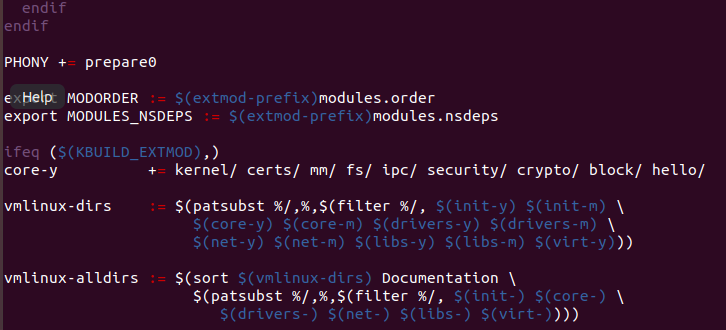 endif
endif
PHONY += prepare0
Help
export MODORDER := $(extmod-prefix)modules.order
export MODULES_NSDEPS := $(extmod-prefix)modules.nsdeps
ifeq ($(KBUILD_EXTMOD),)
core-y += kernel/ certs/ mm/ fs/ ipc/ security/ crypto/ block/ hello/
vmlinux-dirs := $(patsubst %/,%,$(filter %/, $(init-y) $(init-m) \
$(core-y) $(core-m) $(drivers-y) $(drivers-m) \
$(net-y) $(net-m) $(libs-y) $(libs-m) $(virt-y)))
vmlinux-alldirs := $(sort $(vmlinux-dirs) Documentation \
$(patsubst %/,%,$(filter %/, $(init-) $(core-) \
$(drivers-) $(net-) $(libs-) $(virt-))))